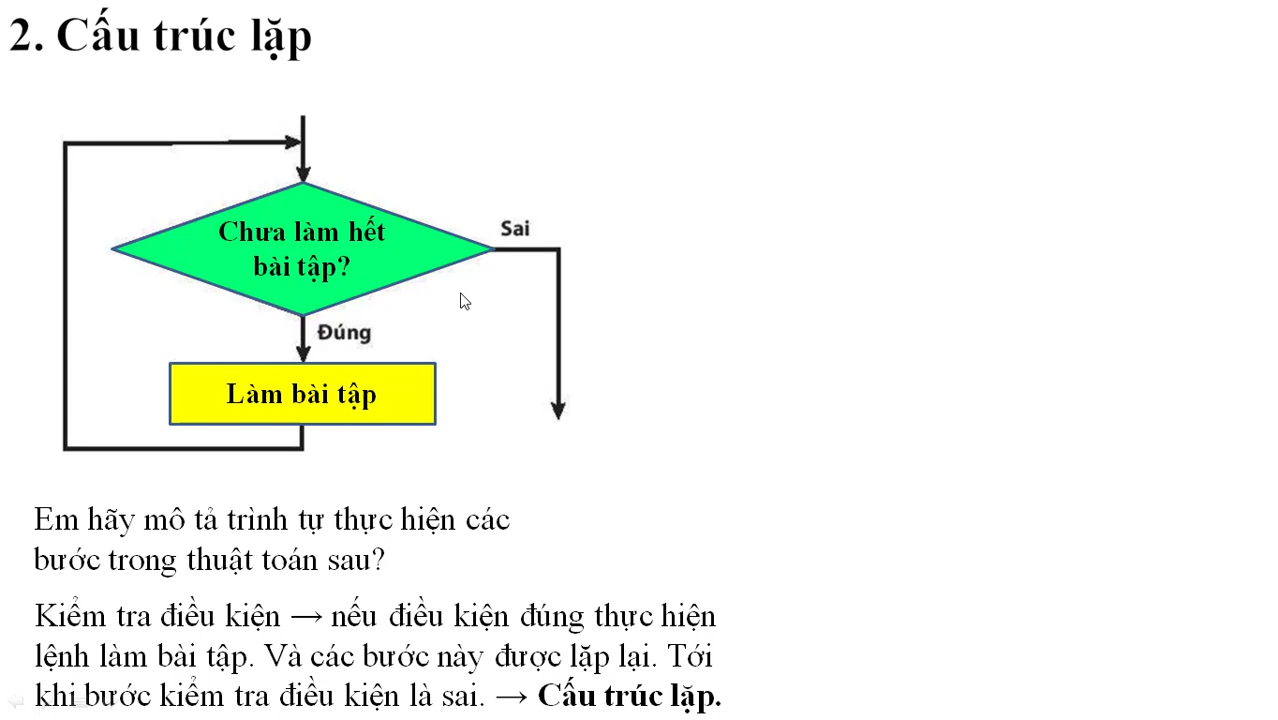 2. Cấu trúc lặp
Chưa làm hết
bài tập?
Sai
Đúng
Làm bài tập
Em hãy mô tả trình tự thực hiện các
bước trong thuật toán sau?
Kiểm tra điều kiện → nếu điều kiện đúng thực hiện
lệnh làm bài tập. Và các bước này được lặp lại. Tới
khi bước kiểm tra điều kiện là sai. → Cấu trúc lặp.